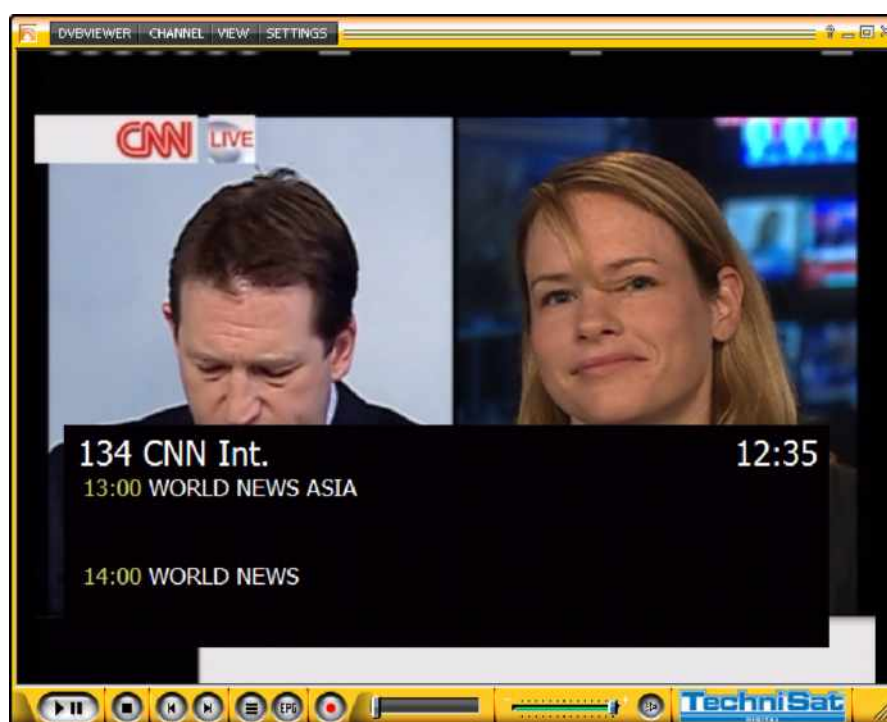 DVBVIEWER CHANNEL VIEW SETTINGS
CNN LIVE
134 CNN Int. 12:35
13:00 WORLD NEWS ASIA
14:00 WORLD NEWS
EPG
TechniSat
DIGITAL